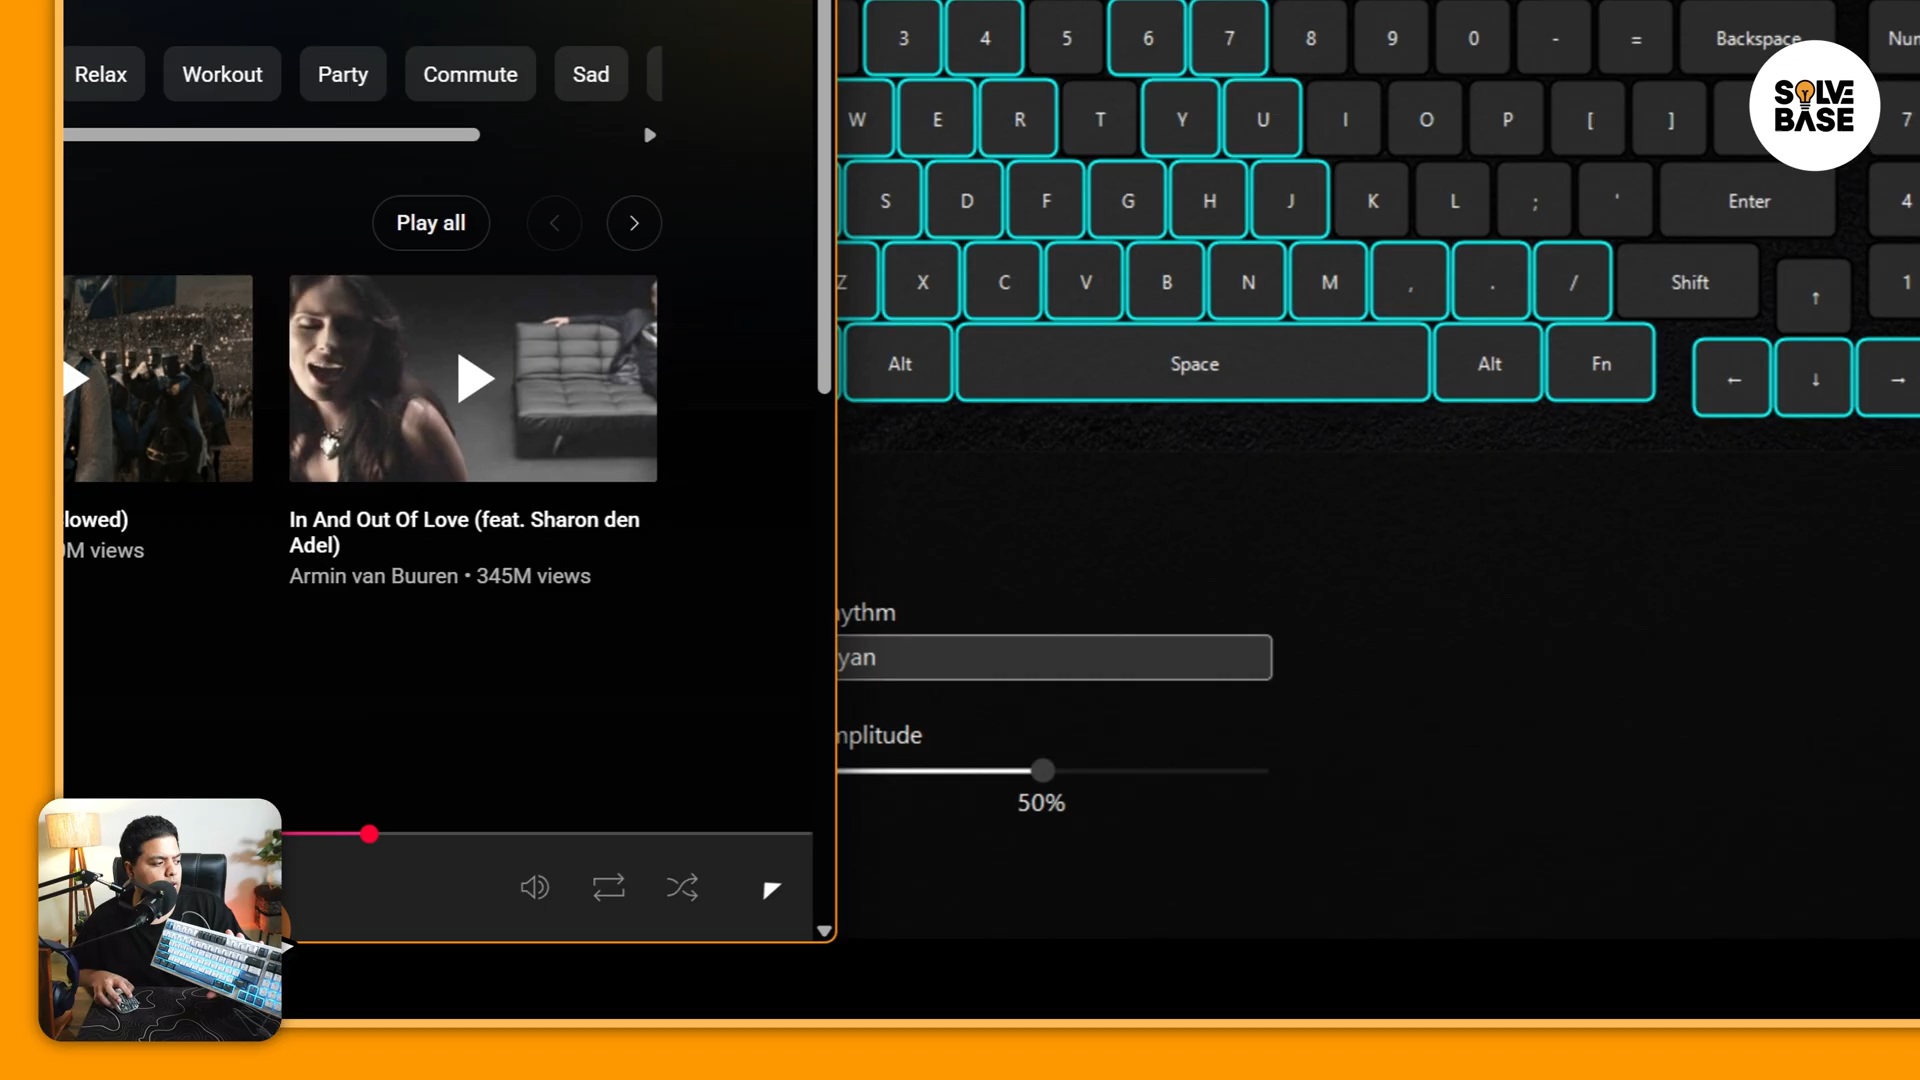 Relax Workout Party Commute Sad
Play all
lowed)
M views
In And Out Of Love (feat. Sharon den
Adel)
Armin van Buuren • 345M views
3 4 5 6 7 8 9 0 - = Backspace Num
W E R T Y U I O P [ ] 7
S D F G H J K L ; ' Enter 4
Z X C V B N M , . / Shift ↑ 1
Alt Space Alt Fn ← ↓ →
SOLVE
BASE
ythm
yan
nplitude
50%